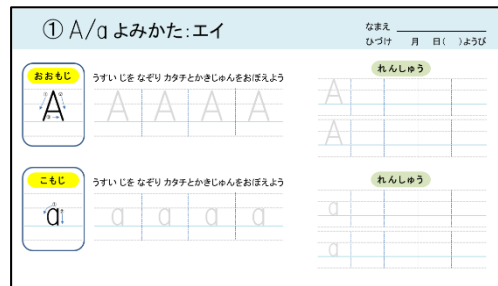 ① A/a よみかた:エイ
なまえ
ひづけ 月 日( )ようび
おおもじ
うすい じを なぞり カタチとかきじゅんをおぼえよう
れんしゅう
A A A A A A
A
こもじ
うすい じを なぞり カタチとかきじゅんをおぼえよう
れんしゅう
a a a a a a
a